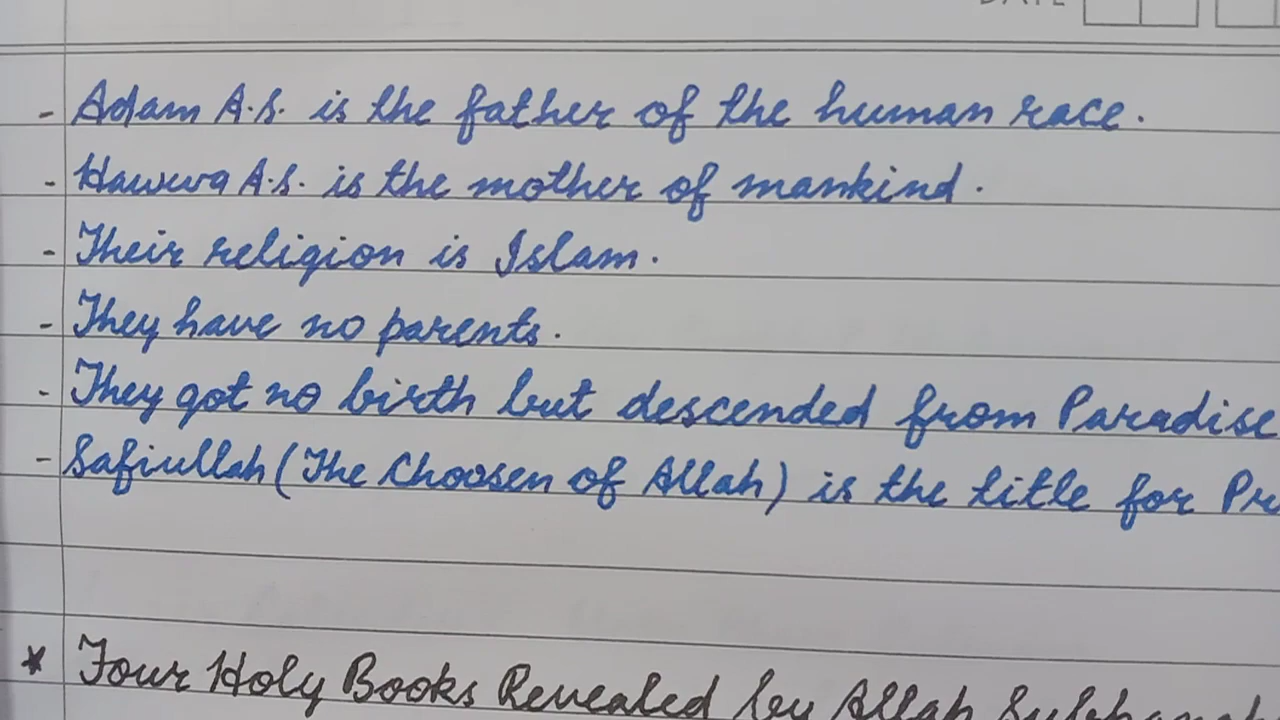 DATE
- Adam A.S. is the father of the human race.
- Hawwa A.S. is the mother of mankind.
- Their religion is Islam.
- They have no parents.
- They got no birth but descended from Paradise
- Safiullah (The Choosen of Allah) is the title for
* Four Holy Books Revealed by Allah